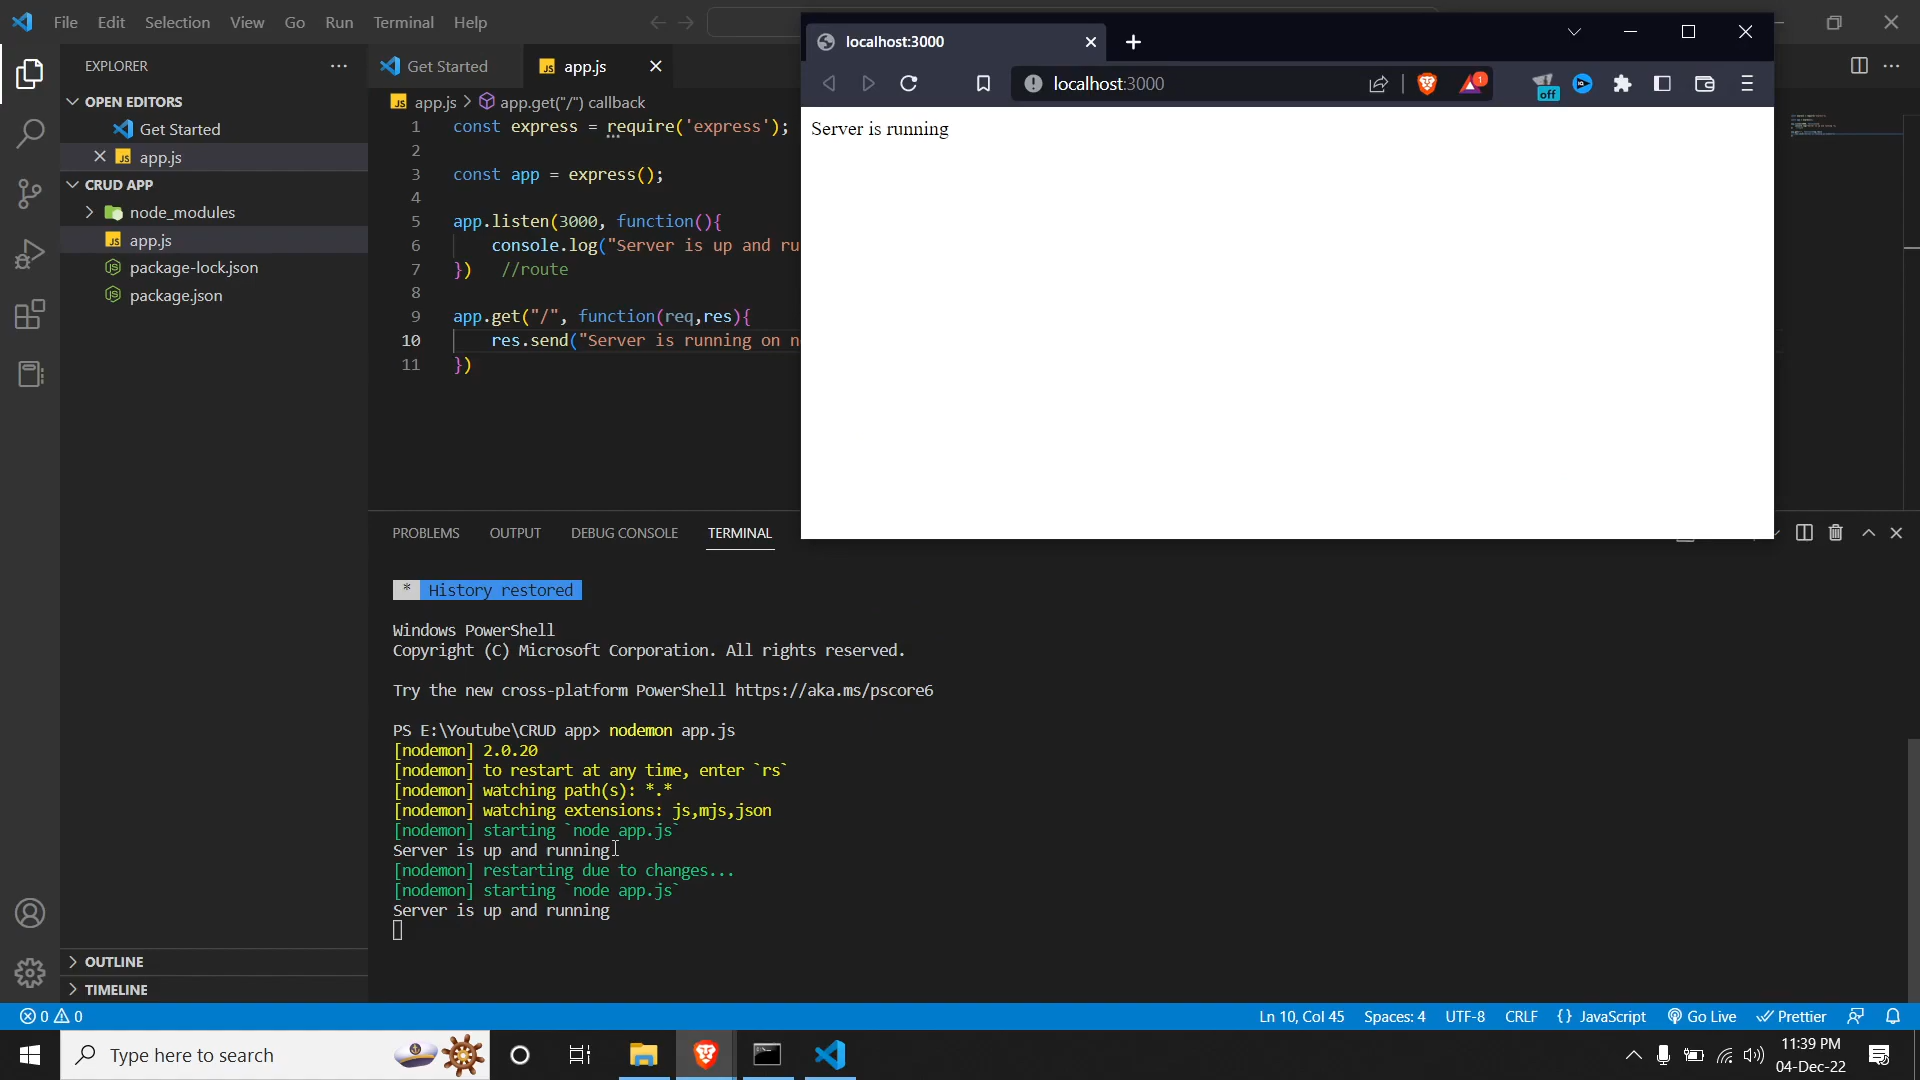 File Edit Selection View Go Run Terminal Help
EXPLORER
OPEN EDITORS
Get Started
app.js
CRUD APP
node_modules
app.js
package-lock.json
package.json
OUTLINE
TIMELINE
Get Started
app.js
app.js > app.get("/") callback
1 const express = require('express');
2
3 const app = express();
4
5 app.listen(3000, function(){
6 console.log("Server is up and ru
7 }) //route
8
9 app.get("/", function(req,res){
10 res.send("Server is running on n
11 })
localhost:3000
localhost:3000
1
off
Server is running
PROBLEMS OUTPUT DEBUG CONSOLE TERMINAL
* History restored
Windows PowerShell
Copyright (C) Microsoft Corporation. All rights reserved.
Try the new cross-platform PowerShell https://aka.ms/pscore6
PS E:\Youtube\CRUD app> nodemon app.js
[nodemon] 2.0.20
[nodemon] to restart at any time, enter `rs`
[nodemon] watching path(s): *.*
[nodemon] watching extensions: js,mjs,json
[nodemon] starting `node app.js`
Server is up and running
[nodemon] restarting due to changes...
[nodemon] starting `node app.js`
Server is up and running
0 0
Ln 10, Col 45 Spaces: 4 UTF-8 CRLF {} JavaScript Go Live Prettier
Type here to search
11:39 PM
04-Dec-22